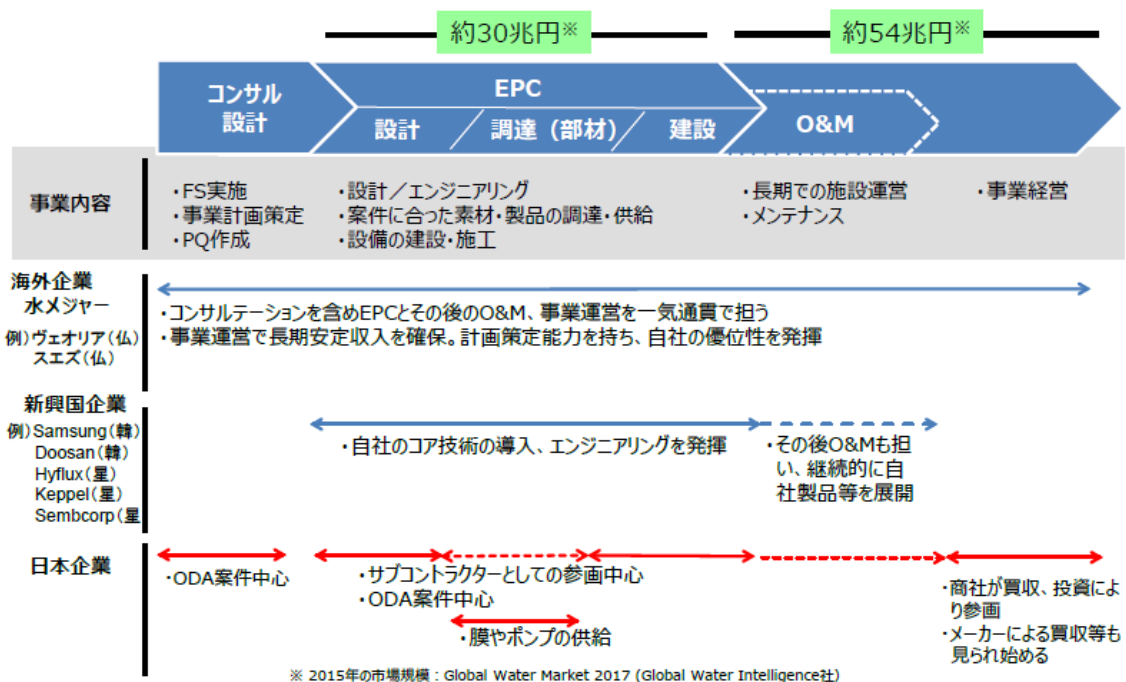 約30兆円※
約54兆円※
コンサル
設計
EPC
設計
調達（部材）
建設
O&M
事業内容
・FS実施
・事業計画策定
・PQ作成
・設計／エンジニアリング
・案件に合った素材・製品の調達・供給
・設備の建設・施工
・長期での施設運営
・メンテナンス
・事業経営
海外企業
水メジャー
例）ヴェオリア（仏）
スエズ（仏）
・コンサルテーションを含めEPCとその後のO&M、事業運営を一気通貫で担う
・事業運営で長期安定収入を確保。計画策定能力を持ち、自社の優位性を発揮
新興国企業
例）Samsung（韓）
Doosan（韓）
Hyflux（星）
Keppel（星）
Sembcorp（星
・自社のコア技術の導入、エンジニアリングを発揮
・その後O&Mも担
い、継続的に自
社製品等を展開
日本企業
・ODA案件中心
・サブコントラクターとしての参画中心
・ODA案件中心
・膜やポンプの供給
・商社が買収、投資によ
り参画
・メーカーによる買収等も
見られ始める
※ 2015年の市場規模：Global Water Market 2017 (Global Water Intelligence社)